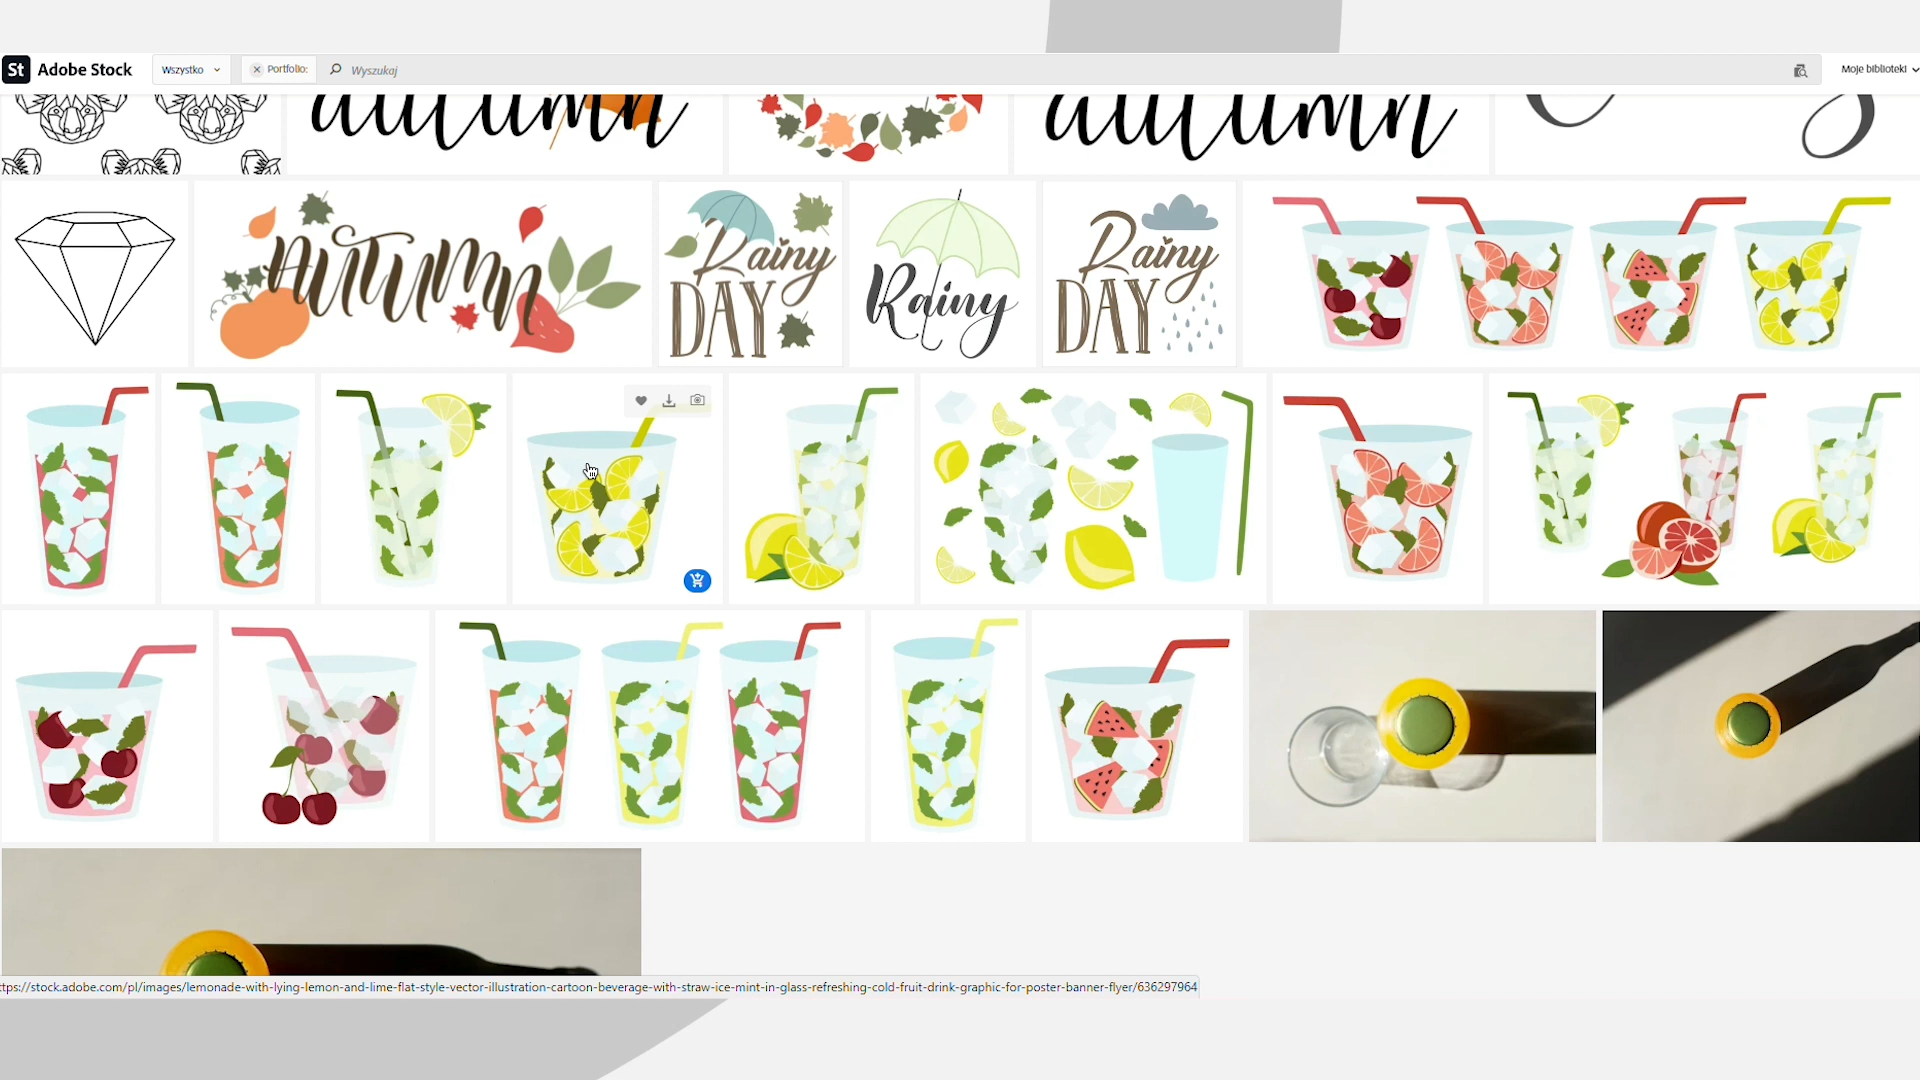 St Adobe Stock Wszystko Portfolio: Wyszukaj Moje biblioteki
autumn autumn
AUTUMN Rainy DAY Rainy Rainy DAY
ttps://stock.adobe.com/pl/images/lemonade-with-lying-lemon-and-lime-flat-style-vector-illustration-cartoon-beverage-with-straw-ice-mint-in-glass-refreshing-cold-fruit-drink-graphic-for-poster-banner-flyer/636297964